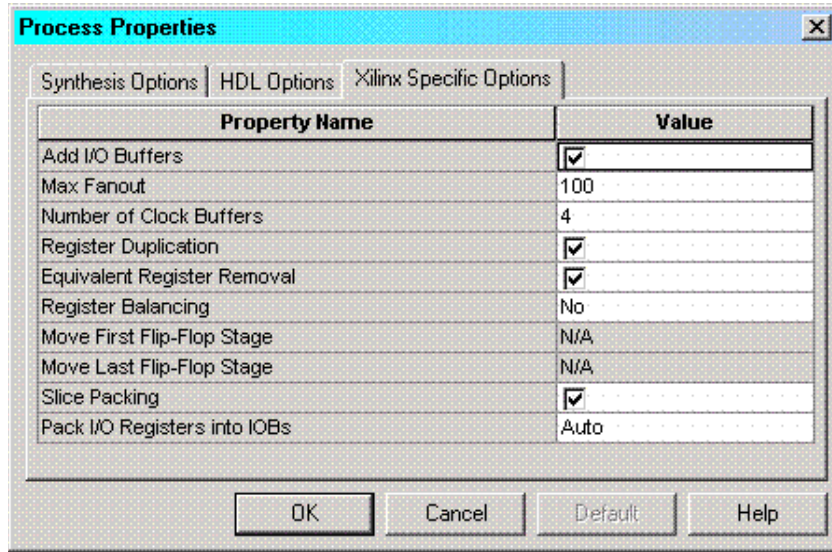 Process Properties
Synthesis Options HDL Options Xilinx Specific Options
Property Name Value
Add I/O Buffers
Max Fanout 100
Number of Clock Buffers 4
Register Duplication
Equivalent Register Removal
Register Balancing No
Move First Flip-Flop Stage N/A
Move Last Flip-Flop Stage N/A
Slice Packing
Pack I/O Registers into IOBs Auto
OK Cancel Default Help